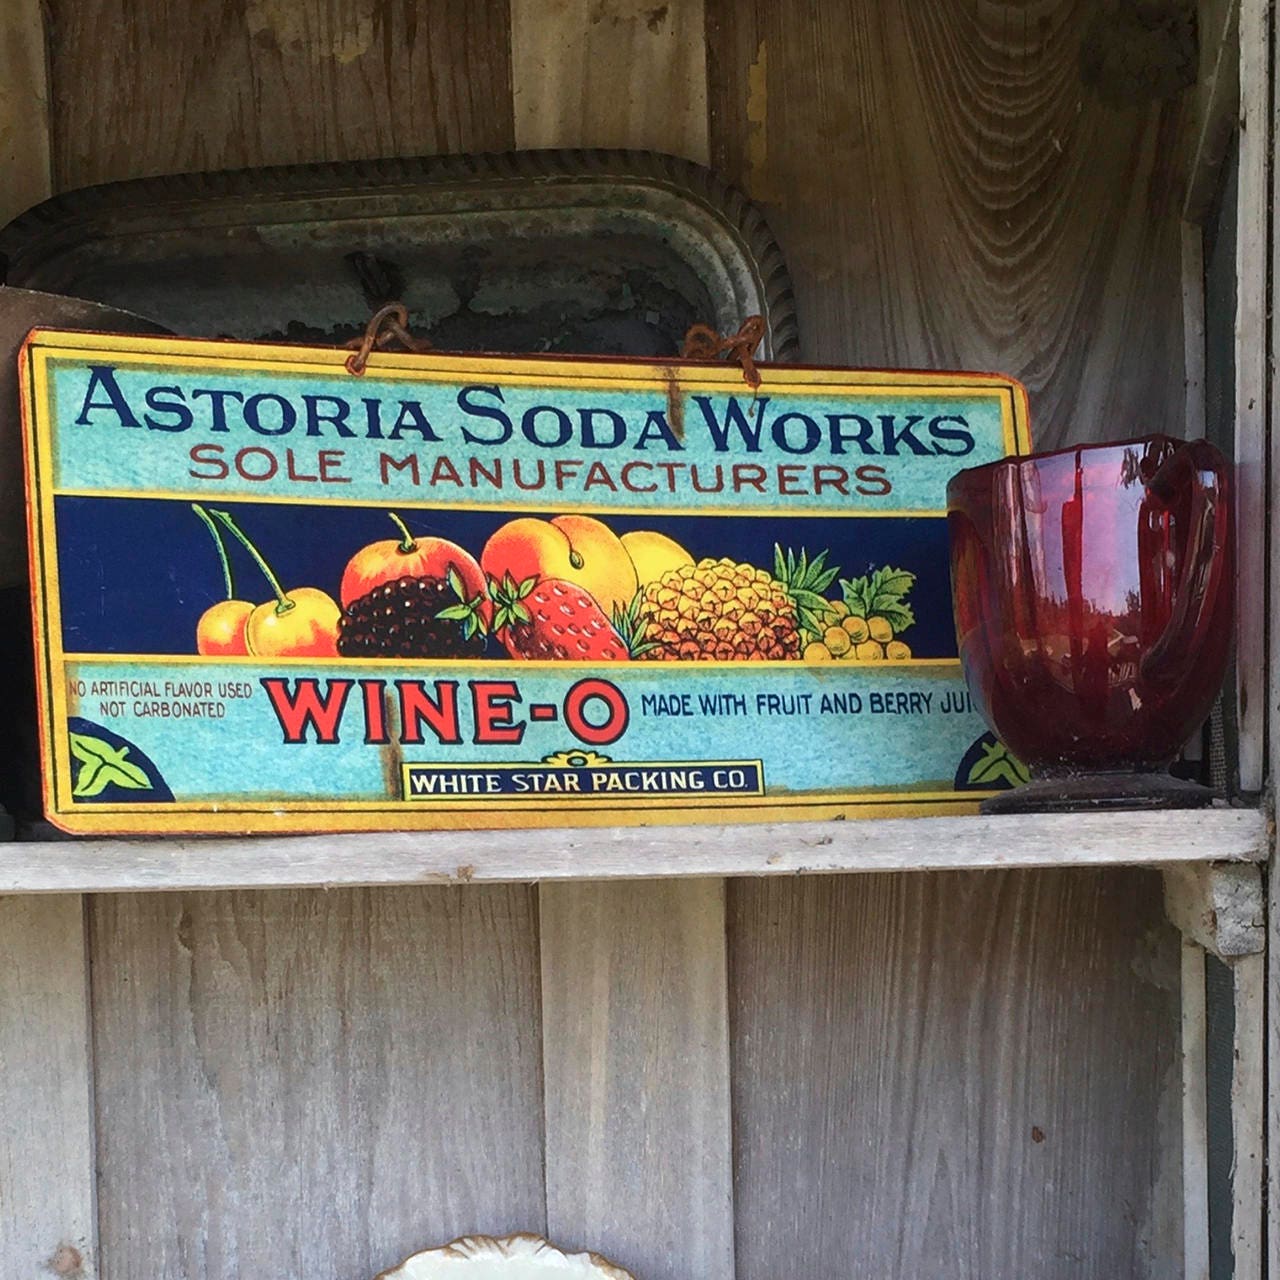 ASTORIA SODA WORKS
SOLE MANUFACTURERS
NO ARTIFICIAL FLAVOR USED
NOT CARBONATED
WINE-O
MADE WITH FRUIT AND BERRY
WHITE STAR PACKING CO.